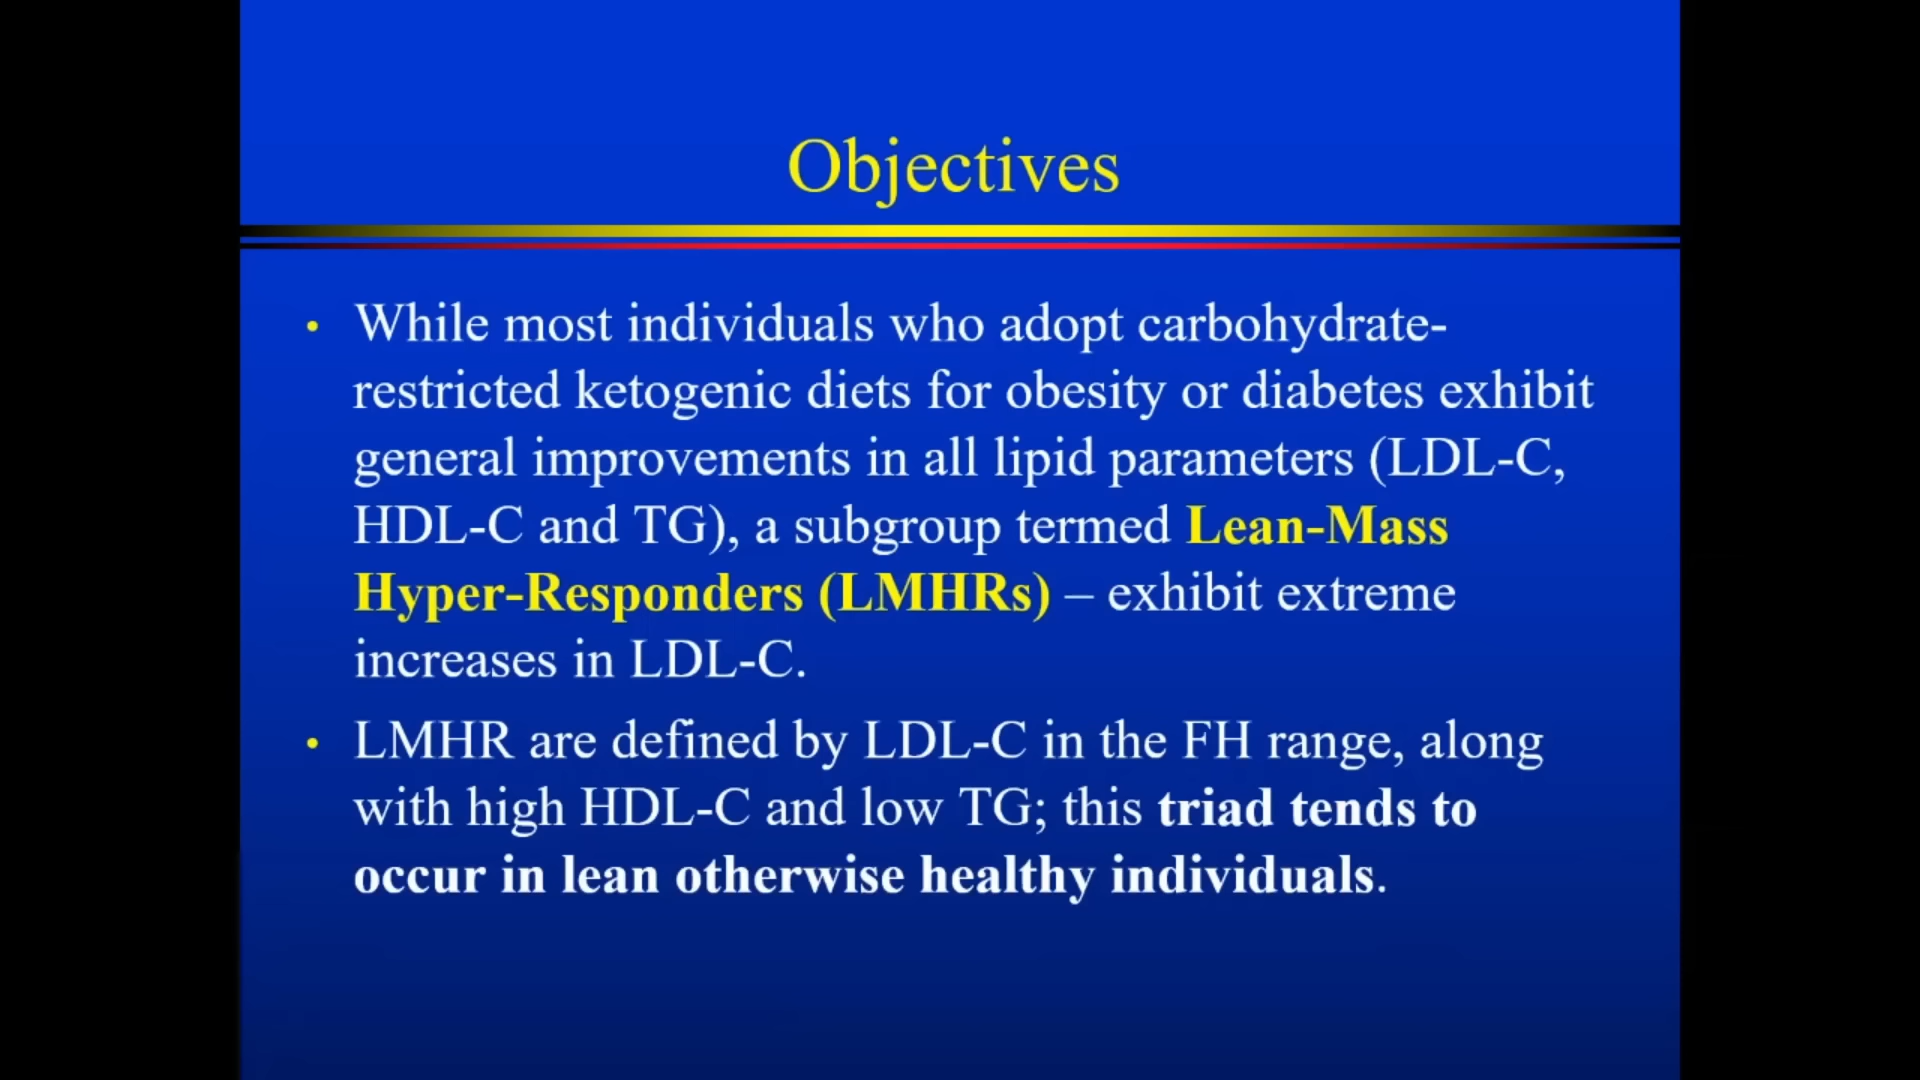 Objectives
• While most individuals who adopt carbohydrate-
restricted ketogenic diets for obesity or diabetes exhibit
general improvements in all lipid parameters (LDL-C,
HDL-C and TG), a subgroup termed Lean-Mass
Hyper-Responders (LMHRs) – exhibit extreme
increases in LDL-C.
• LMHR are defined by LDL-C in the FH range, along
with high HDL-C and low TG; this triad tends to
occur in lean otherwise healthy individuals.